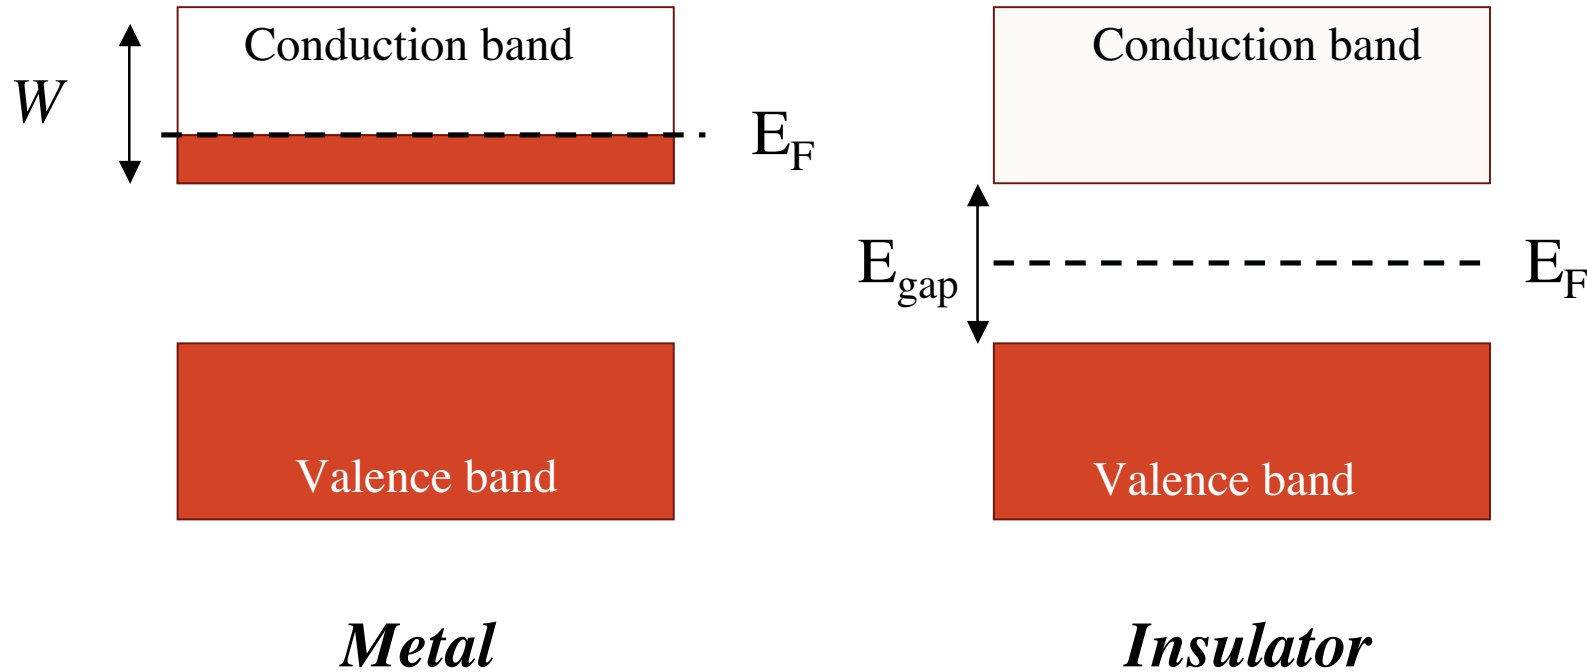 Conduction band
W
E_F
Valence band
Metal
Conduction band
E_gap
E_F
Valence band
Insulator